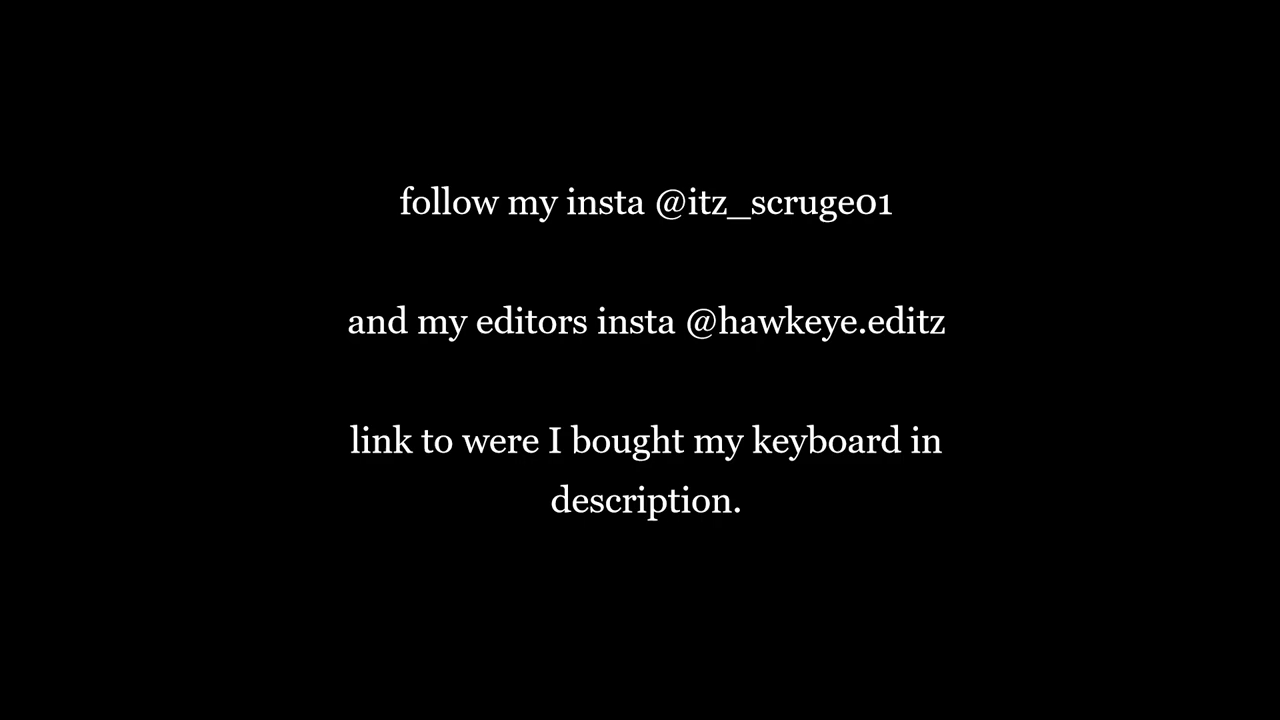 follow my insta @itz_scruge01
and my editors insta @hawkeye.editz
link to were I bought my keyboard in
description.